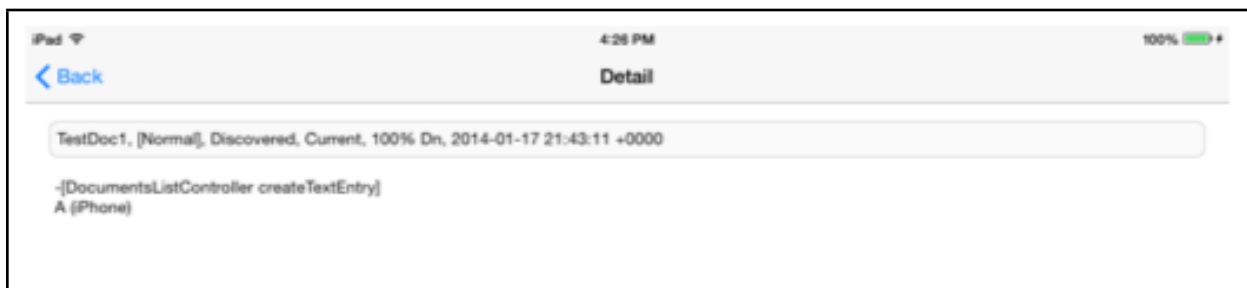 iPad 4:26 PM 100%
Back Detail
TestDoc1, [Normal], Discovered, Current, 100% Dn, 2014-01-17 21:43:11 +0000
-[DocumentsListController createTextEntry]
A (iPhone)